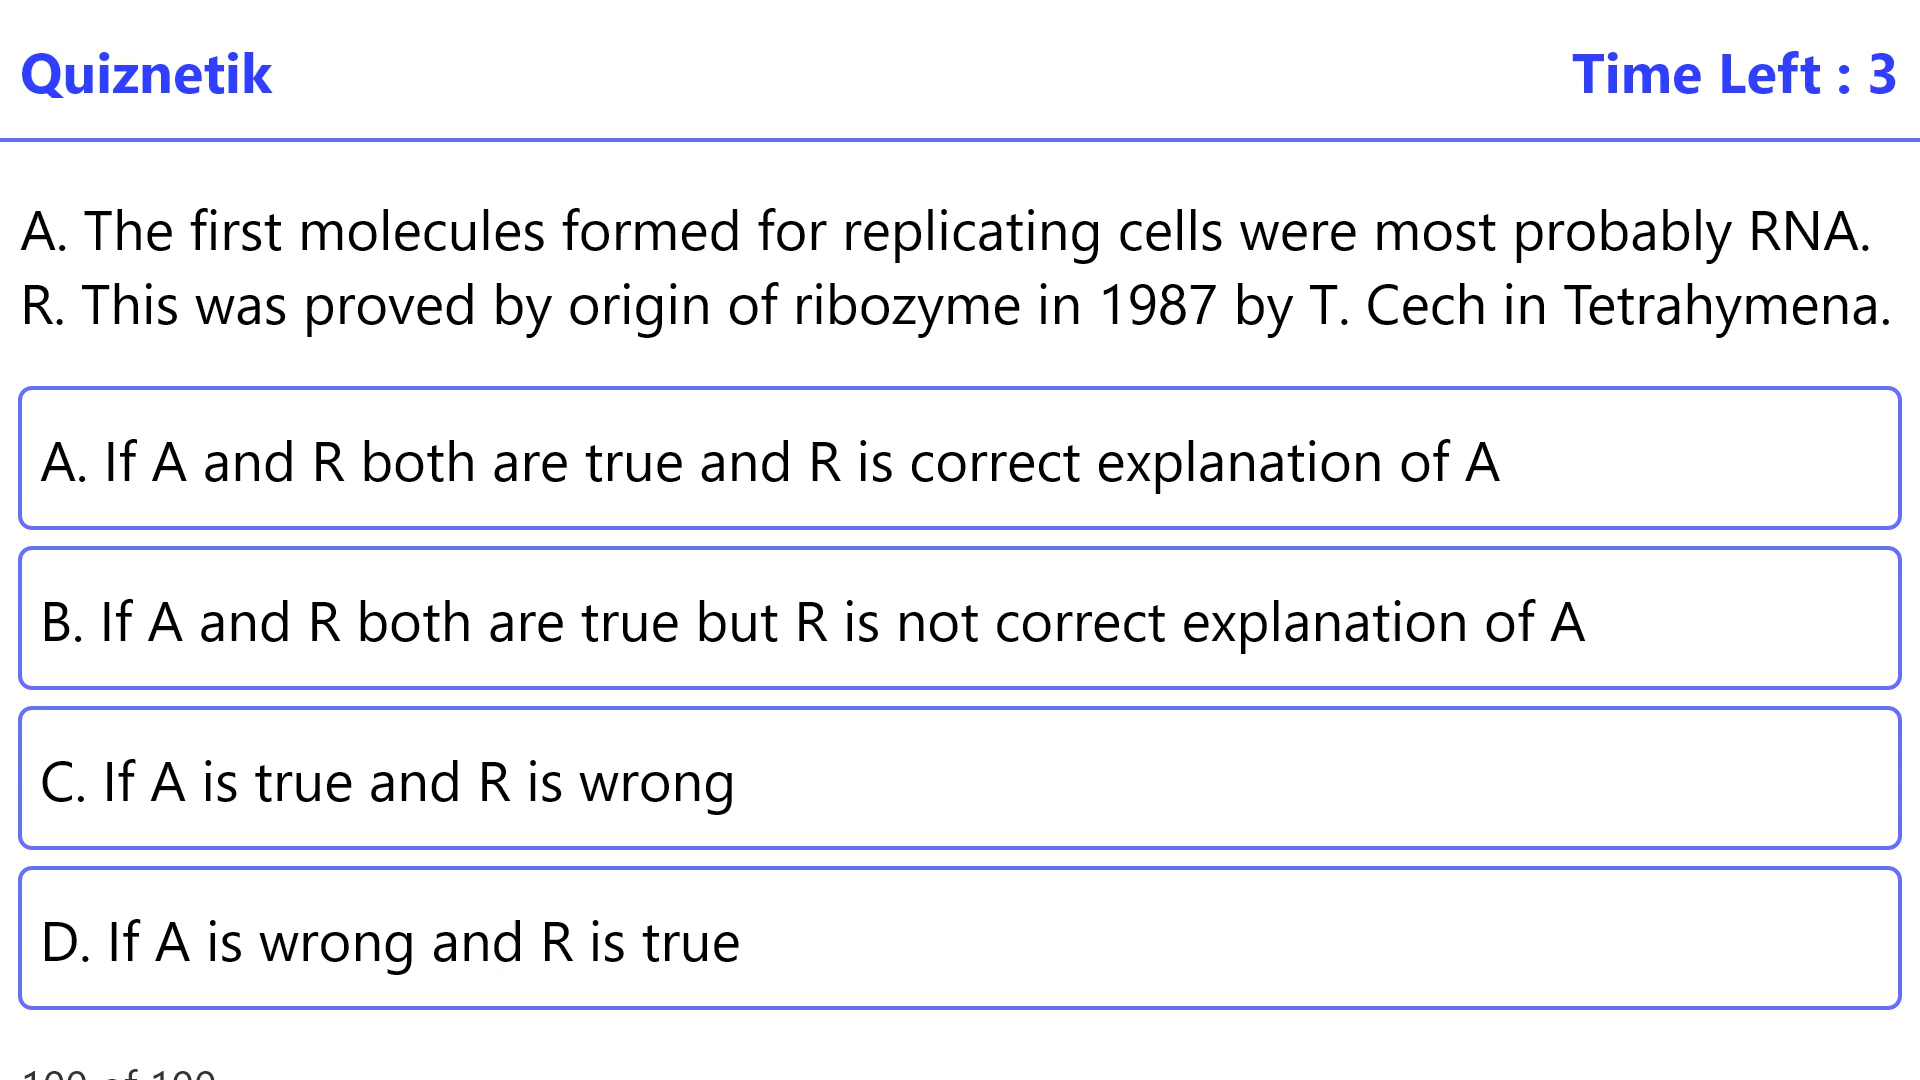 Quiznetik
Time Left : 3
A. The first molecules formed for replicating cells were most probably RNA.
R. This was proved by origin of ribozyme in 1987 by T. Cech in Tetrahymena.
A. If A and R both are true and R is correct explanation of A
B. If A and R both are true but R is not correct explanation of A
C. If A is true and R is wrong
D. If A is wrong and R is true